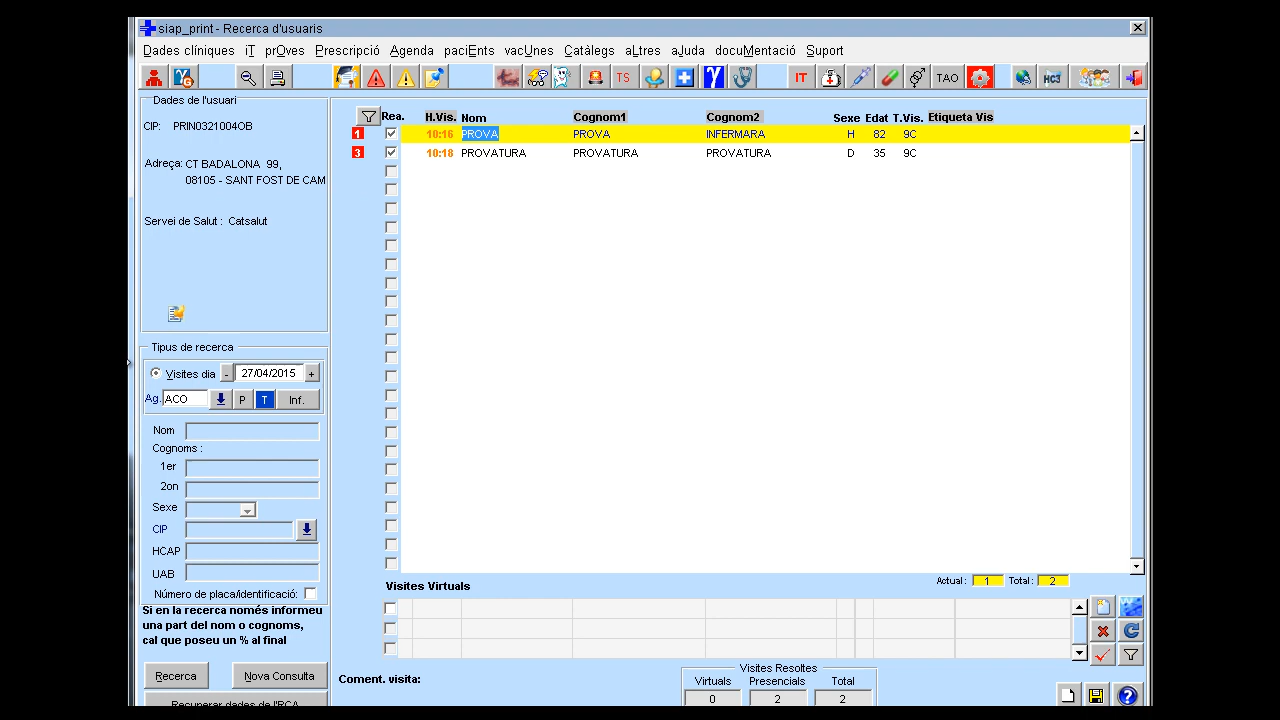 siap_print - Recerca d'usuaris
Dades clíniques iT prOves Prescripció Agenda paciEnts vacUnes Catàlegs aLtres aJuda docuMentació Suport
TS IT TAO HC3
Dades de l'usuari
CIP: PRIN0321004OB
Adreça: CT BADALONA 99,
08105 - SANT FOST DE CAM
Servei de Salut : Catsalut
Rea. H.Vis. Nom Cognom1 Cognom2 Sexe Edat T.Vis. Etiqueta Vis
1 10:16 PROVA PROVA INFERMARA H 82 9C
3 10:18 PROVATURA PROVATURA PROVATURA D 35 9C
Tipus de recerca
Visites dia - 27/04/2015 +
Ag. ACO P T Inf.
Nom
Cognoms :
1er
2on
Sexe
CIP
HCAP
UAB
Número de placa/identificació:
Si en la recerca només informeu
una part del nom o cognoms,
cal que poseu un % al final
Recerca Nova Consulta
Recuperar dades de l'RCA
Actual : 1 Total : 2
Visites Virtuals
Coment. visita:
Visites Resoltes
Virtuals Presencials Total
0 2 2